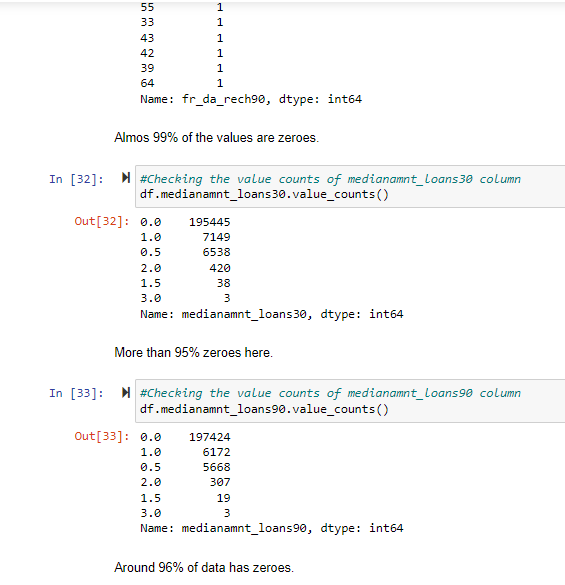 55 1
33 1
43 1
42 1
39 1
64 1
Name: fr_da_rech90, dtype: int64
Almos 99% of the values are zeroes.
In [32]: #Checking the value counts of medianamnt_loans30 column
df.medianamnt_loans30.value_counts()
Out[32]: 0.0 195445
1.0 7149
0.5 6538
2.0 420
1.5 38
3.0 3
Name: medianamnt_loans30, dtype: int64
More than 95% zeroes here.
In [33]: #Checking the value counts of medianamnt_loans90 column
df.medianamnt_loans90.value_counts()
Out[33]: 0.0 197424
1.0 6172
0.5 5668
2.0 307
1.5 19
3.0 3
Name: medianamnt_loans90, dtype: int64
Around 96% of data has zeroes.